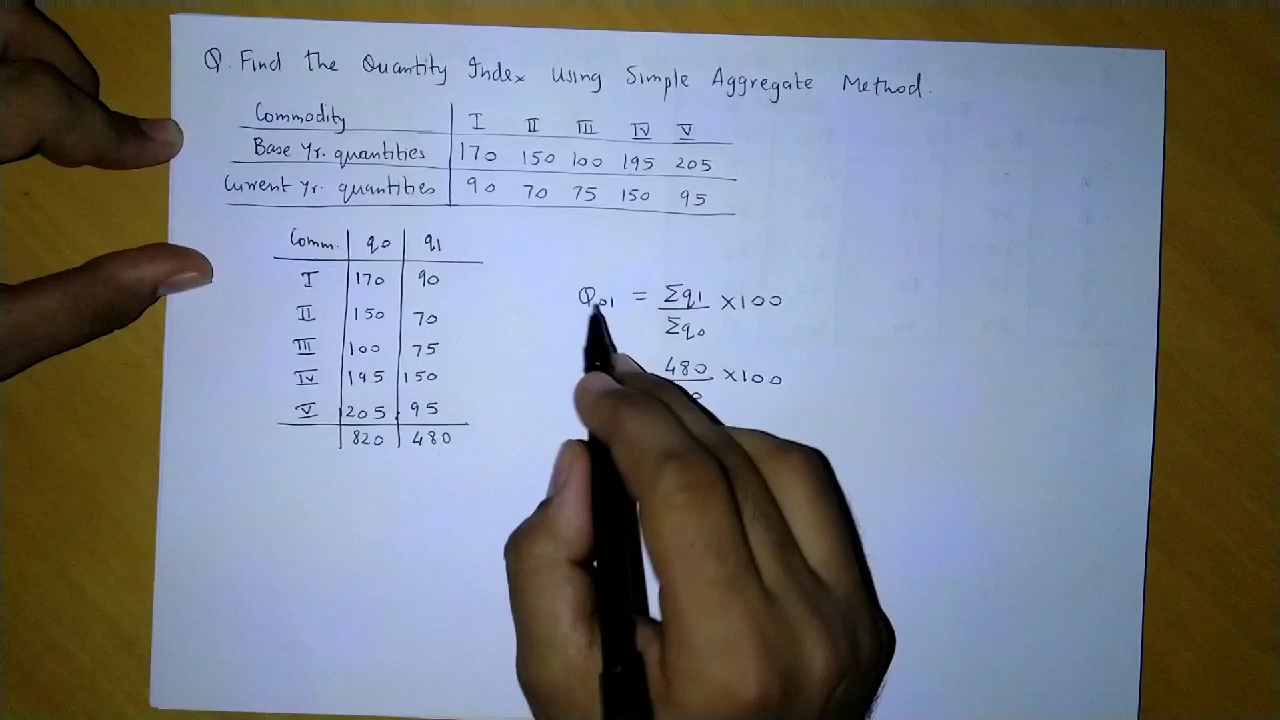 Q. Find the Quantity Index using Simple Aggregate Method.
Commodity I II III IV V
Base Yr. quantities 170 150 100 195 205
Current Yr. quantities 90 70 75 150 95
Comm. q0 q1
I 170 90
II 150 70
III 100 75
IV 195 150
V 205 95
820 480
Q01 = Σq1 / Σq0 × 100
480 × 100